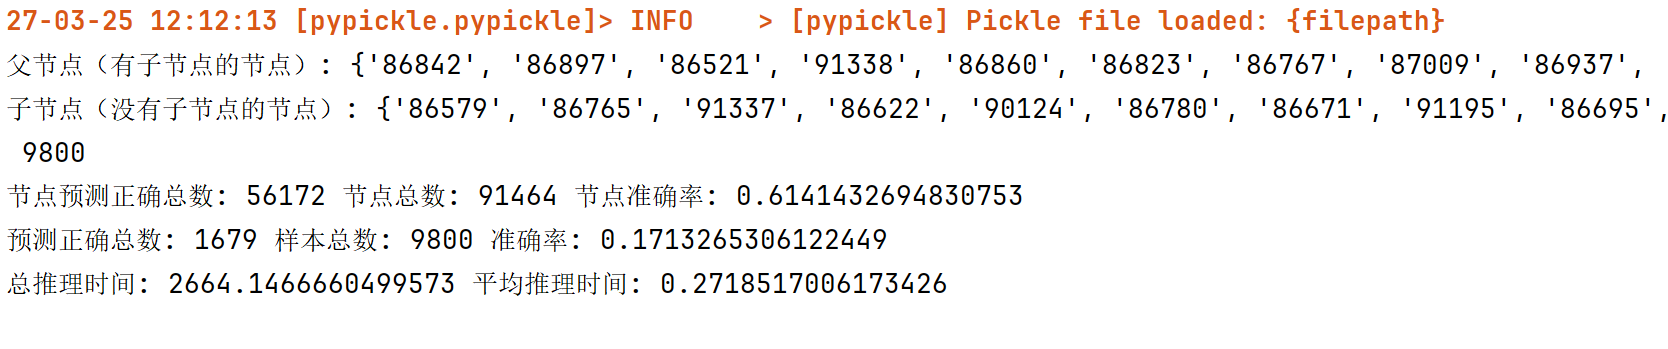 27-03-25 12:12:13 [pypickle.pypickle]> INFO    > [pypickle] Pickle file loaded: {filepath}
父节点（有子节点的节点）: {'86842', '86897', '86521', '91338', '86860', '86823', '86767', '87009', '86937',
子节点（没有子节点的节点）: {'86579', '86765', '91337', '86622', '90124', '86780', '86671', '91195', '86695',
9800
节点预测正确总数: 56172 节点总数: 91464 节点准确率: 0.6141432694830753
预测正确总数: 1679 样本总数: 9800 准确率: 0.1713265306122449
总推理时间: 2664.1466660499573 平均推理时间: 0.2718517006173426